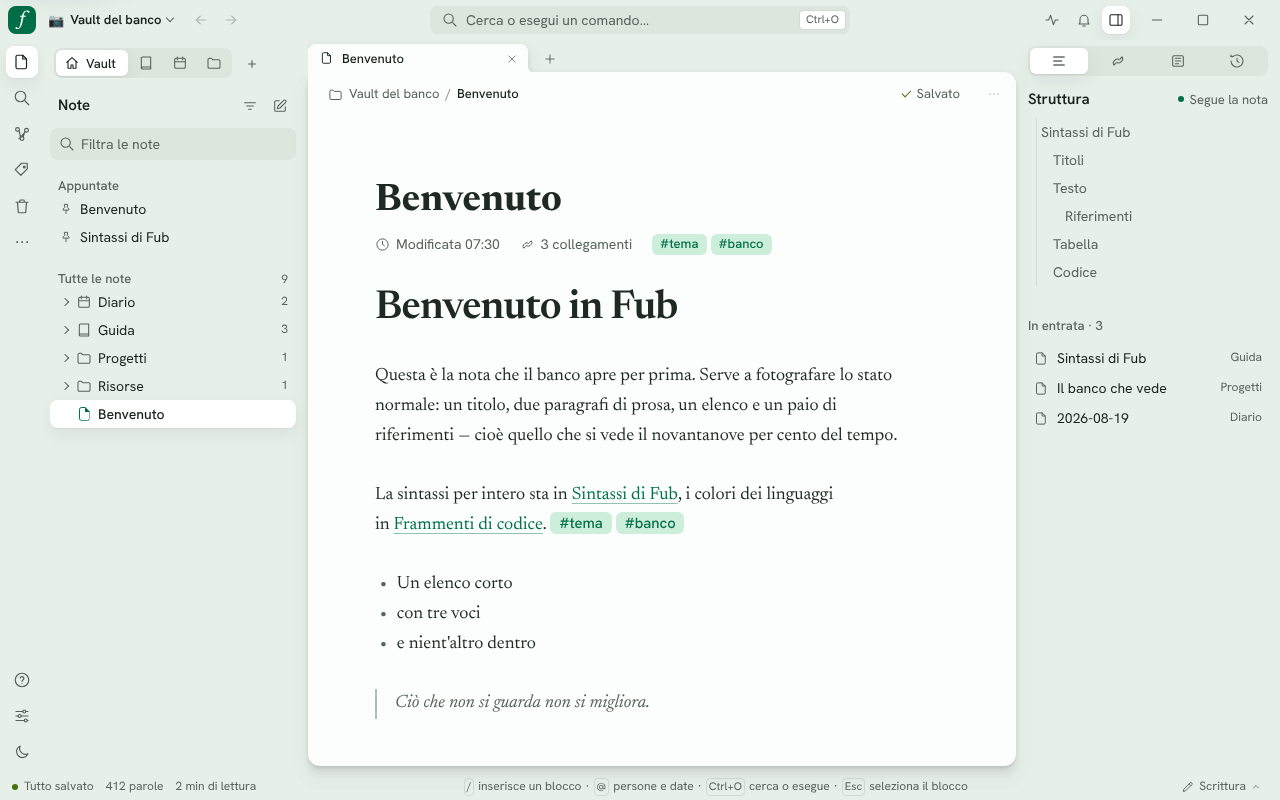 Vault del banco
Cerca o esegui un comando…
Ctrl+O
Vault
Note
Filtra le note
Appuntate
Benvenuto
Sintassi di Fub
Tutte le note 9
Diario 2
Guida 3
Progetti 1
Risorse 1
Benvenuto
Benvenuto
Vault del banco / Benvenuto
Salvato
Benvenuto
Modificata 07:30 3 collegamenti #tema #banco
Benvenuto in Fub
Questa è la nota che il banco apre per prima. Serve a fotografare lo stato
normale: un titolo, due paragrafi di prosa, un elenco e un paio di
riferimenti — cioè quello che si vede il novantanove per cento del tempo.
La sintassi per intero sta in Sintassi di Fub, i colori dei linguaggi
in Frammenti di codice. #tema #banco
• Un elenco corto
• con tre voci
• e nient'altro dentro
Ciò che non si guarda non si migliora.
Struttura
Segue la nota
Sintassi di Fub
Titoli
Testo
Riferimenti
Tabella
Codice
In entrata · 3
Sintassi di Fub Guida
Il banco che vede Progetti
2026-08-19 Diario
Tutto salvato 412 parole 2 min di lettura
/ inserisce un blocco · @ persone e date · Ctrl+O cerca o esegue · Esc seleziona il blocco
Scrittura